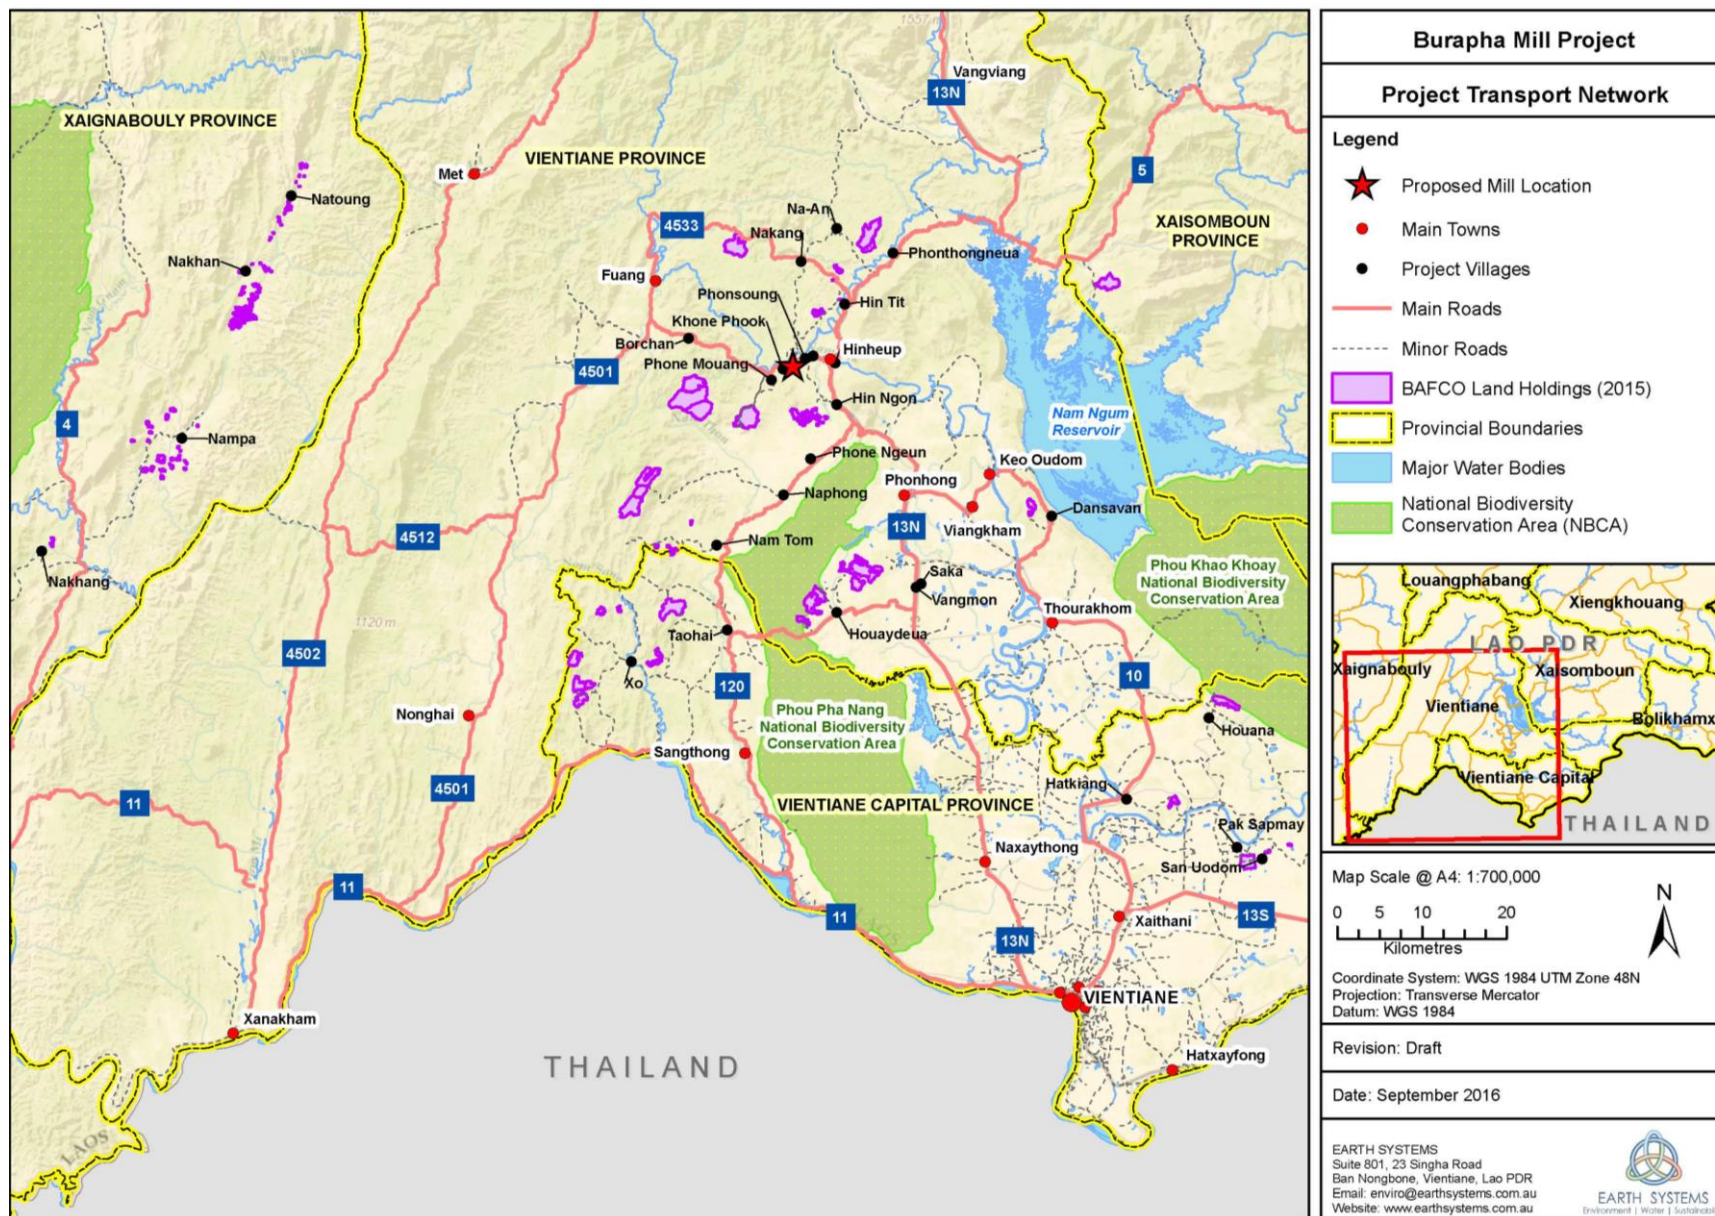 1557 m
Vangviang
13N
XAIGNABOULY PROVINCE
VIENTIANE PROVINCE
Met
5
Natoung
Na-An
4533
Nakang
XAISOMBOUN
PROVINCE
Nakhan
Phonthongneua
Fuang
Phonsoung
Hin Tit
Khone Phook
Borchan
Hinheup
Phone Mouang
4501
Hin Ngon
Nam Ngum
Reservoir
4
Nampa
Phone Ngeun
Keo Oudom
Naphong
Phonhong
Dansavan
13N
Viangkham
4512
Nam Tom
Nakhang
Phou Khao Khoay
National Biodiversity
Conservation Area
Saka
Vangmon
Thourakhom
1120 m
Houaydeua
Taohai
4502
Xo
120
10
Nonghai
Phou Pha Nang
National Biodiversity
Conservation Area
Houana
Sangthong
Hatkiang
4501
11
VIENTIANE CAPITAL PROVINCE
Pak Sapmay
Naxaythong
San Uodom
11
11
Xaithani
13S
13N
LAOS
VIENTIANE
Xanakham
Hatxayfong
THAILAND
LAOS
Burapha Mill Project
Project Transport Network
Legend
Proposed Mill Location
Main Towns
Project Villages
Main Roads
Minor Roads
BAFCO Land Holdings (2015)
Provincial Boundaries
Major Water Bodies
National Biodiversity
Conservation Area (NBCA)
Louangphabang
Xiengkhouang
LAO PDR
Xaignabouly
Xaisomboun
Vientiane
Bolikhamx
Vientiane Capital
THAILAND
Map Scale @ A4: 1:700,000
0 5 10 20
Kilometres
N
Coordinate System: WGS 1984 UTM Zone 48N
Projection: Transverse Mercator
Datum: WGS 1984
Revision: Draft
Date: September 2016
EARTH SYSTEMS
Suite 801, 23 Singha Road
Ban Nongbone, Vientiane, Lao PDR
Email: enviro@earthsystems.com.au
Website: www.earthsystems.com.au
EARTH SYSTEMS
Environment | Water | Sustainab